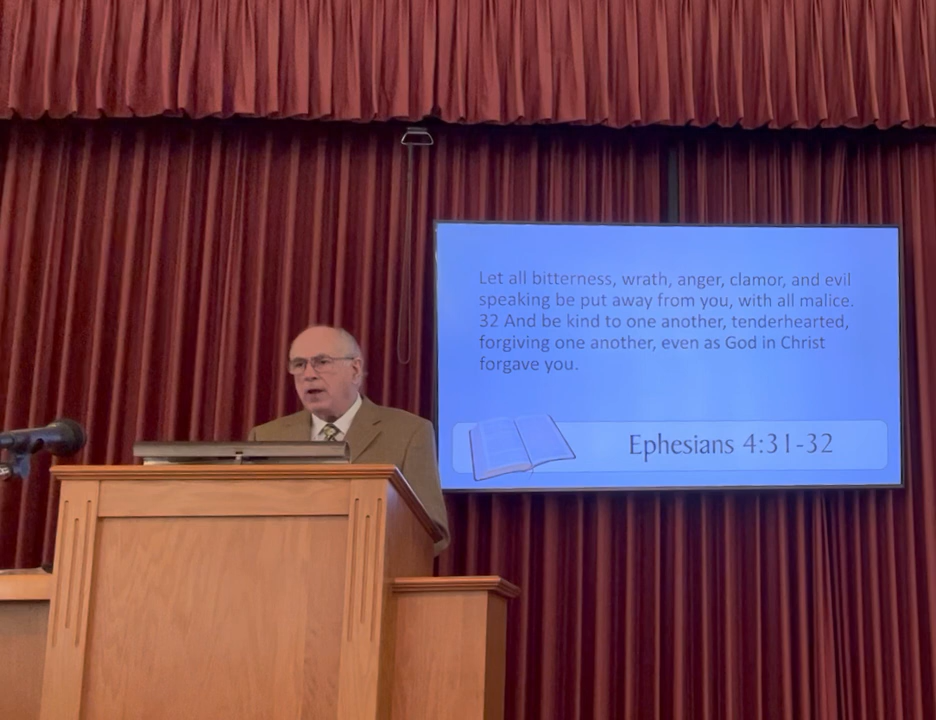 Let all bitterness, wrath, anger, clamor, and evil
speaking be put away from you, with all malice.
32 And be kind to one another, tenderhearted,
forgiving one another, even as God in Christ
forgave you.
Ephesians 4:31-32